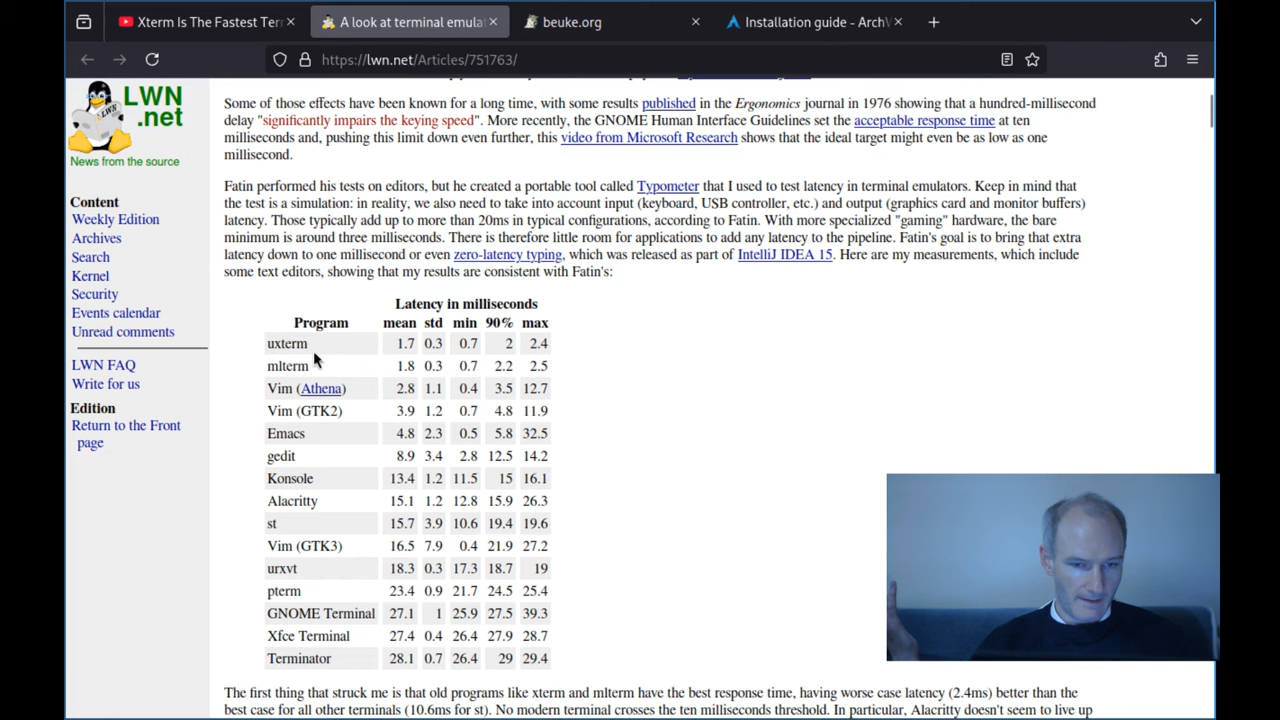 Xterm Is The Fastest Ter
A look at terminal emula
beuke.org
Installation guide - ArchW
https://lwn.net/Articles/751763/
LWN
.net
News from the source
Content
Weekly Edition
Archives
Search
Kernel
Security
Events calendar
Unread comments
LWN FAQ
Write for us
Edition
Return to the Front
page
Some of those effects have been known for a long time, with some results published in the Ergonomics journal in 1976 showing that a hundred-millisecond
delay "significantly impairs the keying speed". More recently, the GNOME Human Interface Guidelines set the acceptable response time at ten
milliseconds and, pushing this limit down even further, this video from Microsoft Research shows that the ideal target might even be as low as one
millisecond.
Fatin performed his tests on editors, but he created a portable tool called Typometer that I used to test latency in terminal emulators. Keep in mind that
the test is a simulation: in reality, we also need to take into account input (keyboard, USB controller, etc.) and output (graphics card and monitor buffers)
latency. Those typically add up to more than 20ms in typical configurations, according to Fatin. With more specialized "gaming" hardware, the bare
minimum is around three milliseconds. There is therefore little room for applications to add any latency to the pipeline. Fatin's goal is to bring that extra
latency down to one millisecond or even zero-latency typing, which was released as part of IntelliJ IDEA 15. Here are my measurements, which include
some text editors, showing that my results are consistent with Fatin's:
Latency in milliseconds
Program mean std min 90% max
uxterm 1.7 0.3 0.7 2 2.4
mlterm 1.8 0.3 0.7 2.2 2.5
Vim (Athena) 2.8 1.1 0.4 3.5 12.7
Vim (GTK2) 3.9 1.2 0.7 4.8 11.9
Emacs 4.8 2.3 0.5 5.8 32.5
gedit 8.9 3.4 2.8 12.5 14.2
Konsole 13.4 1.2 11.5 15 16.1
Alacritty 15.1 1.2 12.8 15.9 26.3
st 15.7 3.9 10.6 19.4 19.6
Vim (GTK3) 16.5 7.9 0.4 21.9 27.2
urxvt 18.3 0.3 17.3 18.7 19
pterm 23.4 0.9 21.7 24.5 25.4
GNOME Terminal 27.1 1 25.9 27.5 39.3
Xfce Terminal 27.4 0.4 26.4 27.9 28.7
Terminator 28.1 0.7 26.4 29 29.4
The first thing that struck me is that old programs like xterm and mlterm have the best response time, having worse case latency (2.4ms) better than the
best case for all other terminals (10.6ms for st). No modern terminal crosses the ten milliseconds threshold. In particular, Alacritty doesn't seem to live up